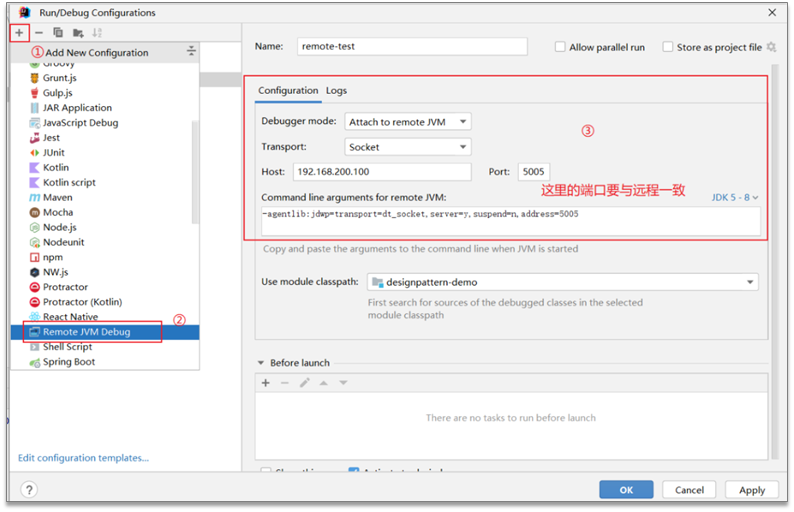 Run/Debug Configurations
① Add New Configuration
Groovy
Grunt.js
Gulp.js
JAR Application
JavaScript Debug
Jest
JUnit
Kotlin
Kotlin script
Maven
Mocha
Node.js
Nodeunit
npm
NW.js
Protractor
Protractor (Kotlin)
React Native
Remote JVM Debug
②
Shell Script
Spring Boot
Edit configuration templates...
Name: remote-test
Allow parallel run
Store as project file
Configuration Logs
Debugger mode: Attach to remote JVM
③
Transport: Socket
Host: 192.168.200.100 Port: 5005
这里的端口要与远程一致
Command line arguments for remote JVM: JDK 5 - 8
-agentlib:jdwp=transport=dt_socket,server=y,suspend=n,address=5005
Copy and paste the arguments to the command line when JVM is started
Use module classpath: designpattern-demo
First search for sources of the debugged classes in the selected
module classpath
Before launch
There are no tasks to run before launch
? OK Cancel Apply